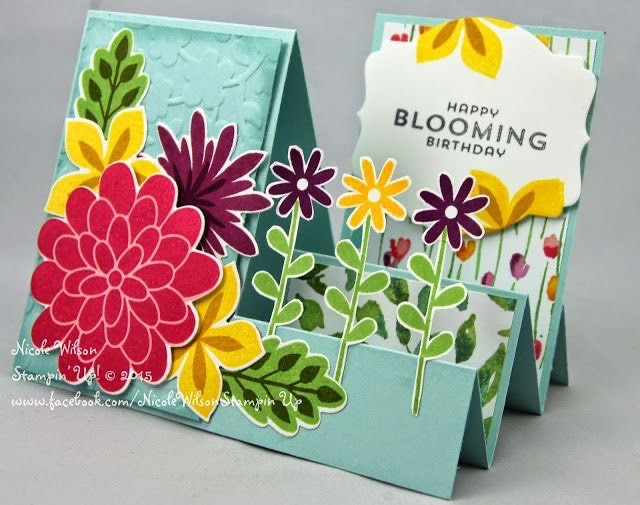 HAPPY
BLOOMING
BIRTHDAY
Nicole Wilson
Stampin' Up! © 2015
www.facebook.com/NicoleWilsonStampin Up